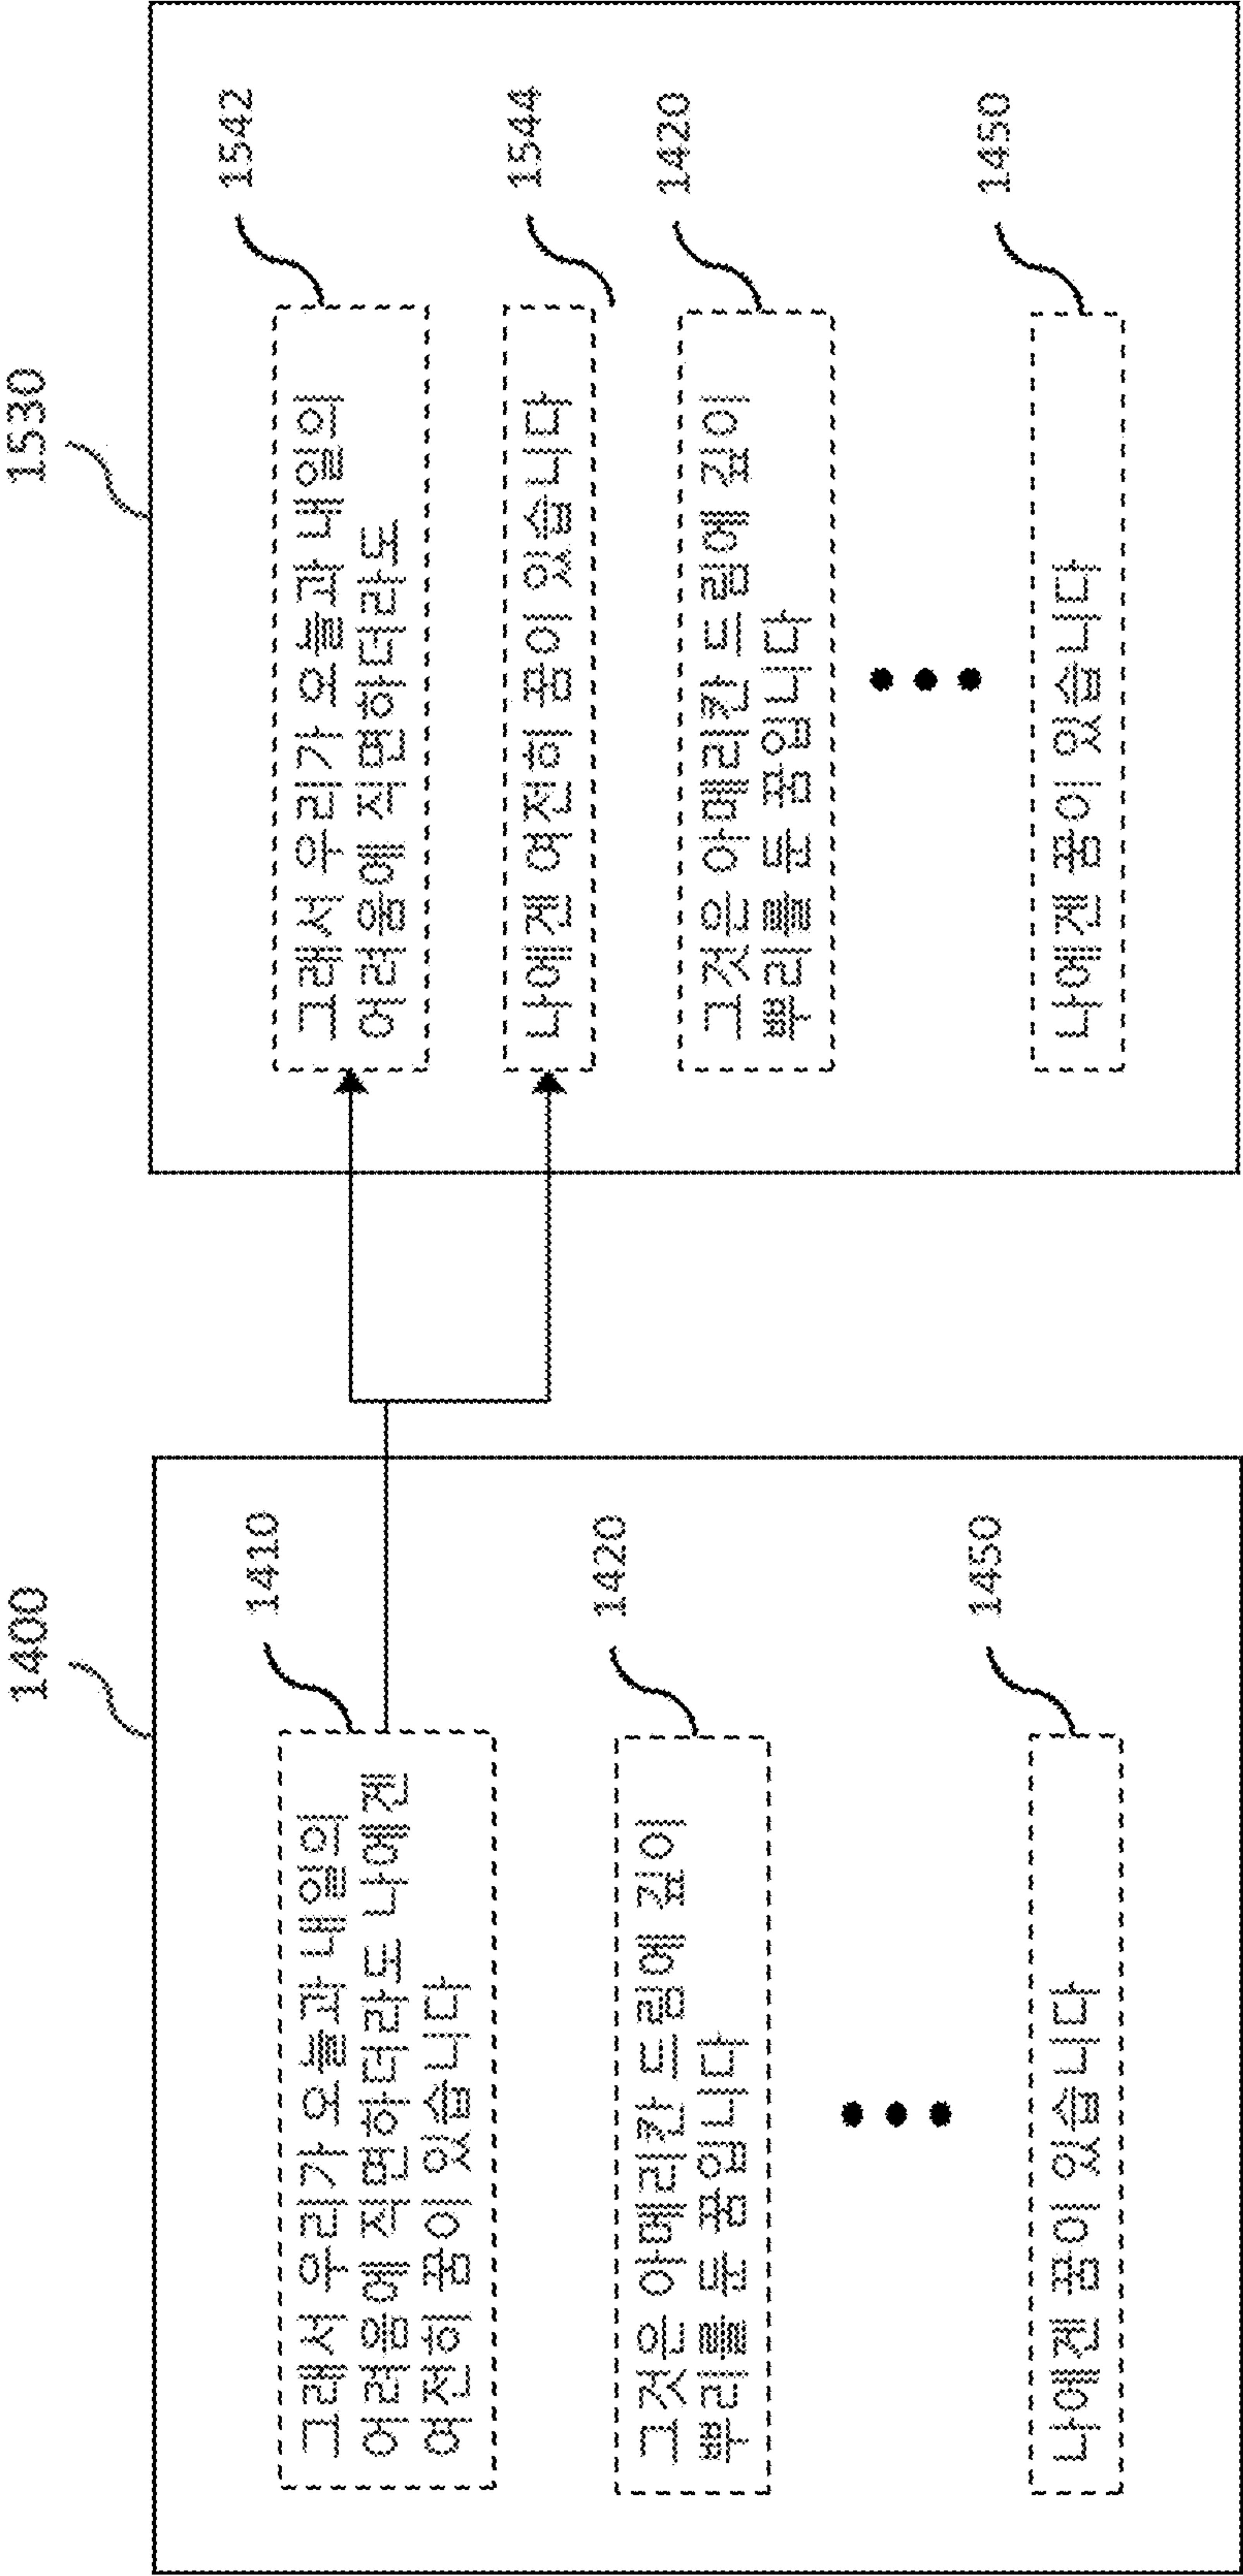 1400
그래서 우리가 오늘과 내일의
어려움에 직면하더라도 나에겐
여전히 꿈이 있습니다
1410
그것은 아메리칸 드림에 깊이
뿌리를 둔 꿈입니다
1420
나에겐 꿈이 있습니다
1450
1530
그래서 우리가 오늘과 내일의
어려움에 직면하더라도
1542
나에겐 여전히 꿈이 있습니다
1544
그것은 아메리칸 드림에 깊이
뿌리를 둔 꿈입니다
1420
나에겐 꿈이 있습니다
1450